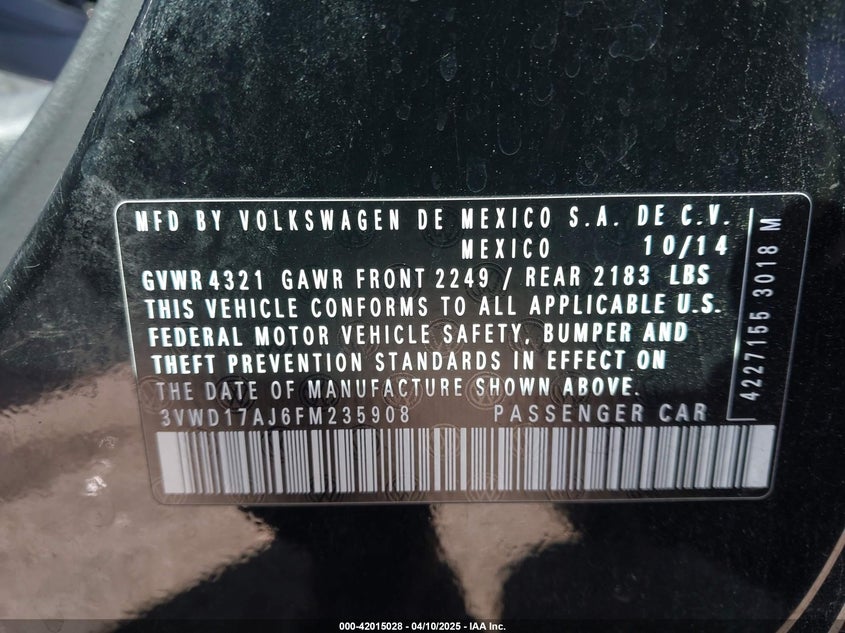 MFD BY VOLKSWAGEN DE MEXICO S.A. DE C.V.
MEXICO 10/14
GVWR 4321 GAWR FRONT 2249 / REAR 2183 LBS
THIS VEHICLE CONFORMS TO ALL APPLICABLE U.S.
FEDERAL MOTOR VEHICLE SAFETY, BUMPER AND
THEFT PREVENTION STANDARDS IN EFFECT ON
THE DATE OF MANUFACTURE SHOWN ABOVE.
3VWD17AJ6FM235908 PASSENGER CAR
4227155 3018 M
000-42015028 - 04/10/2025 - IAA Inc.